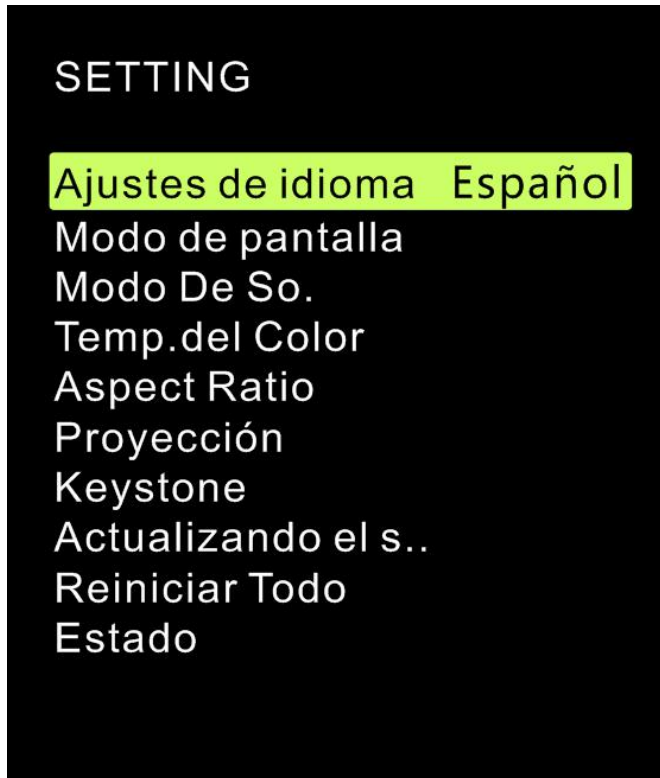 SETTING
Ajustes de idioma Español
Modo de pantalla
Modo De So.
Temp.del Color
Aspect Ratio
Proyección
Keystone
Actualizando el s..
Reiniciar Todo
Estado